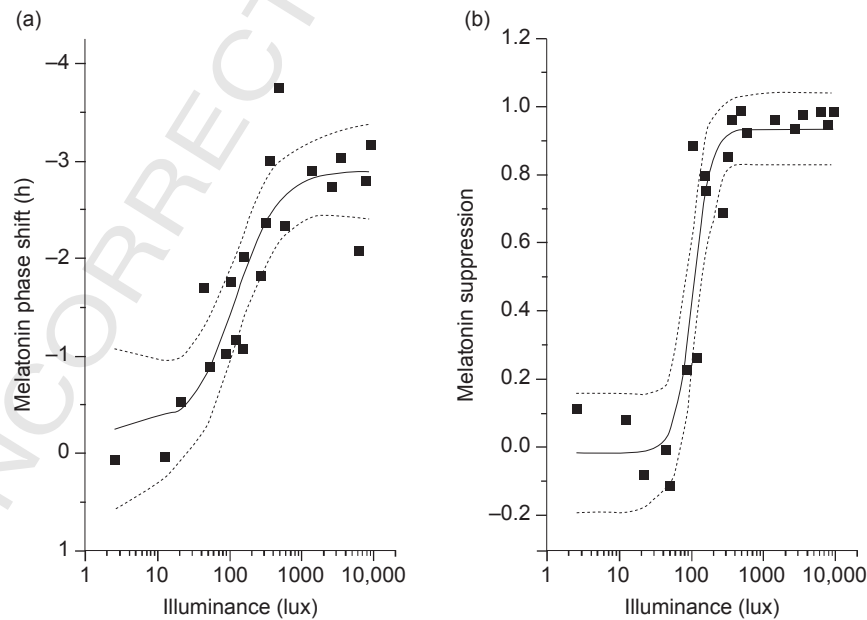 (a)
−4
−3
−2
−1
0
1
Melatonin phase shift (h)
1 10 100 1000 10,000
Illuminance (lux)
(b)
1.2
1.0
0.8
0.6
0.4
0.2
0.0
−0.2
Melatonin suppression
1 10 100 1000 10,000
Illuminance (lux)
NCORRECT